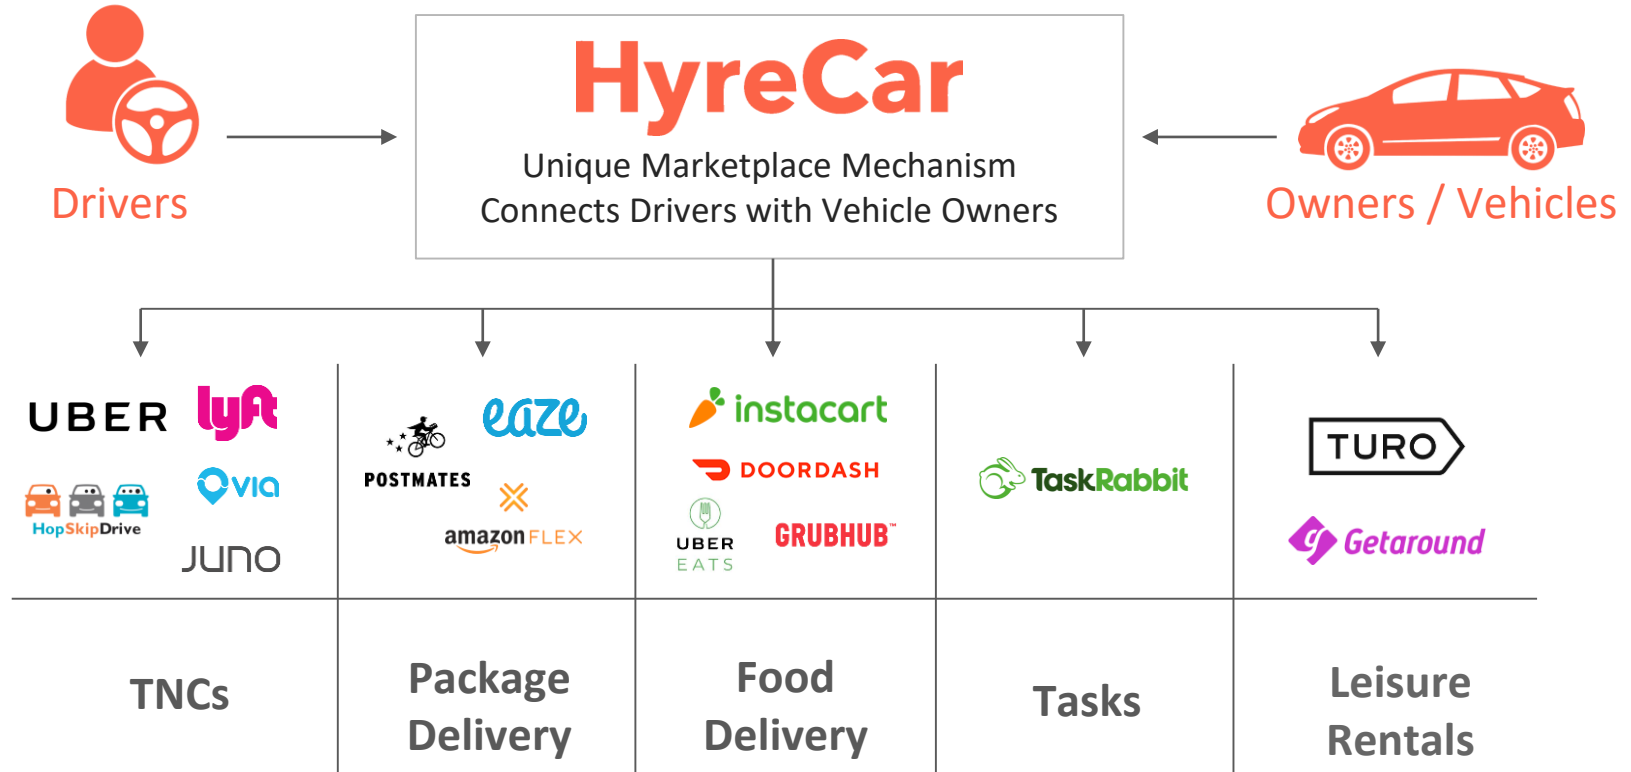 HyreCar
Unique Marketplace Mechanism
Connects Drivers with Vehicle Owners
Drivers
Owners / Vehicles
UBER
lyft
HopSkipDrive
via
JUNO
POSTMATES
eaze
amazon FLEX
instacart
DOORDASH
UBER
EATS
GRUBHUB™
TaskRabbit
TURO
Getaround
TNCs
Package
Delivery
Food
Delivery
Tasks
Leisure
Rentals